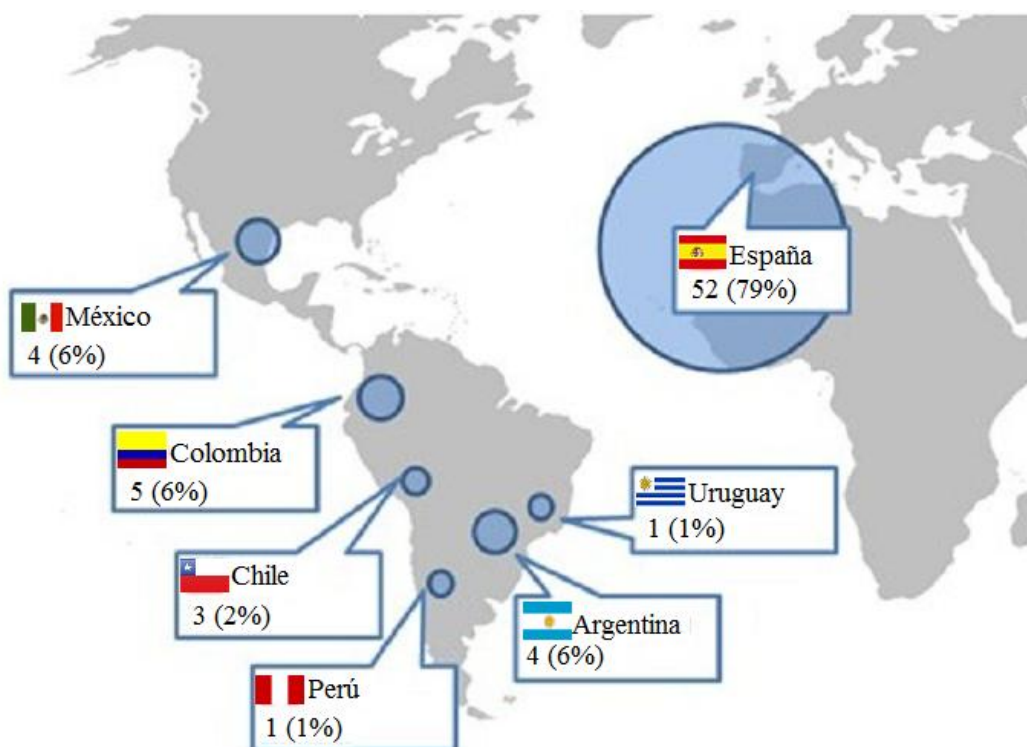 España
52 (79%)
México
4 (6%)
Colombia
5 (6%)
Uruguay
1 (1%)
Chile
3 (2%)
Argentina
4 (6%)
Perú
1 (1%)